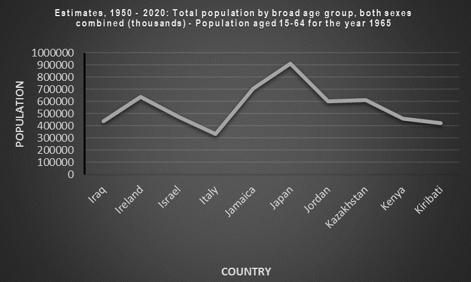 Estimates, 1950 - 2020: Total population by broad age group, both sexes
combined (thousands) - Population aged 15-64 for the year 1965
POPULATION
1000000
900000
800000
700000
600000
500000
400000
300000
200000
100000
0
Iraq
Ireland
Israel
Italy
Jamaica
Japan
Jordan
Kazakhstan
Kenya
Kiribati
COUNTRY